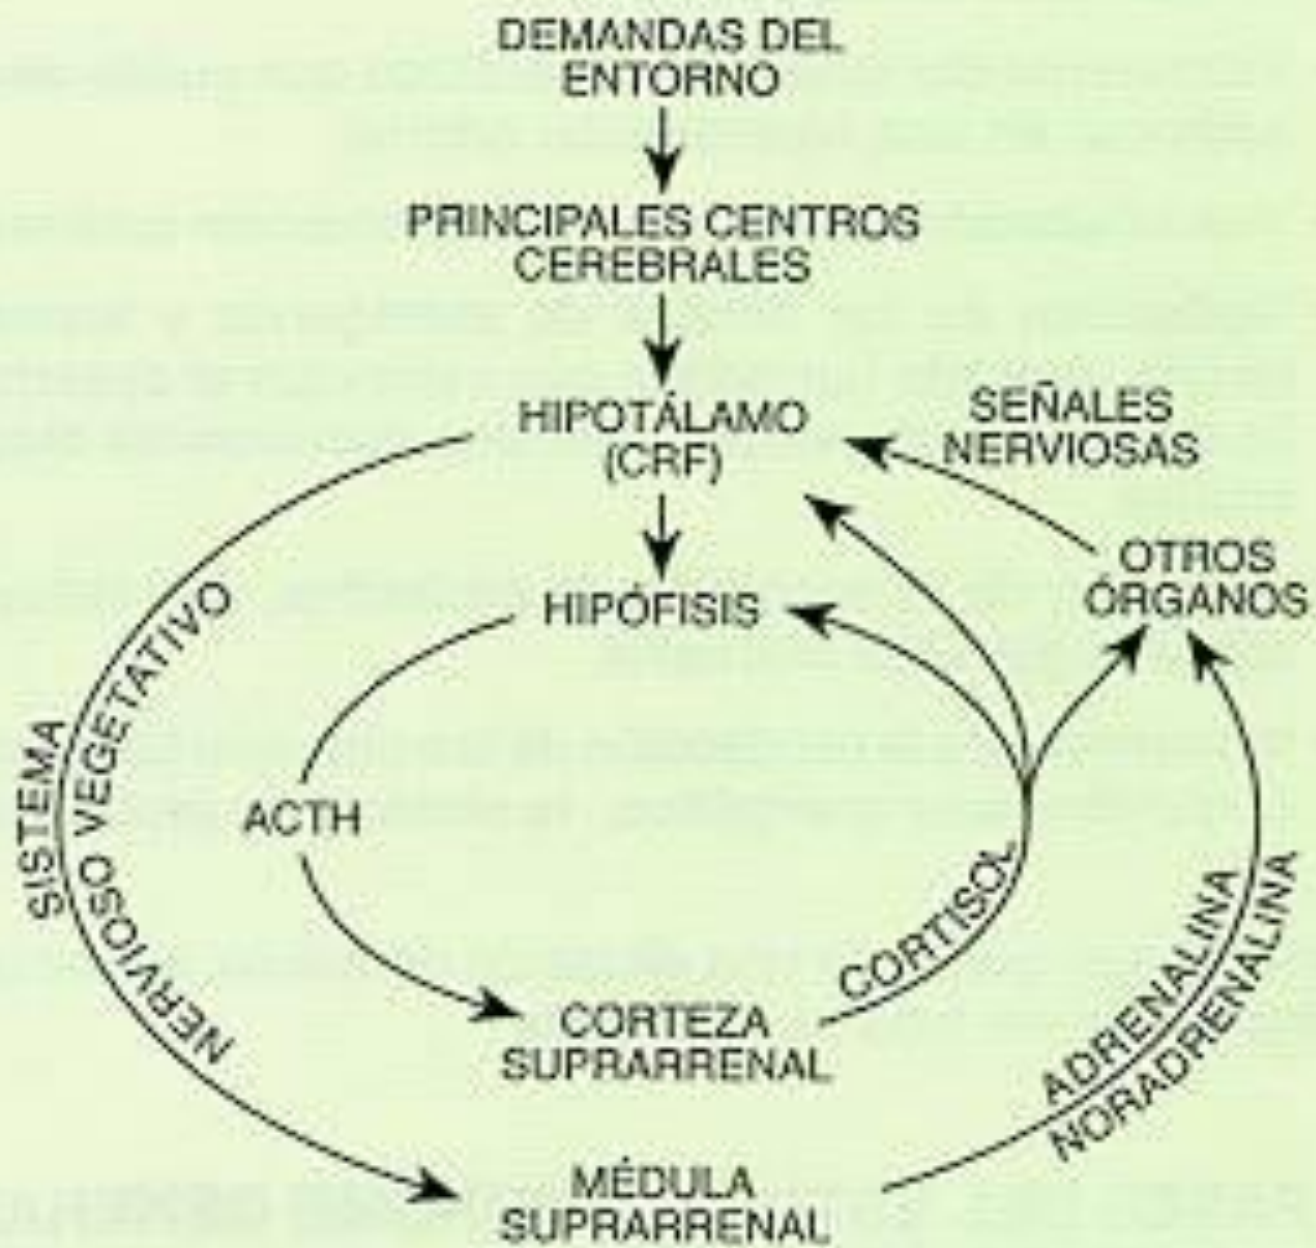 DEMANDAS DEL
ENTORNO
PRINCIPALES CENTROS
CEREBRALES
HIPOTÁLAMO
(CRF)
SEÑALES
NERVIOSAS
OTROS
ÓRGANOS
HIPÓFISIS
SISTEMA
NERVIOSO VEGETATIVO
ACTH
CORTISOL
ADRENALINA
NORADRENALINA
CORTEZA
SUPRARRENAL
MÉDULA
SUPRARRENAL